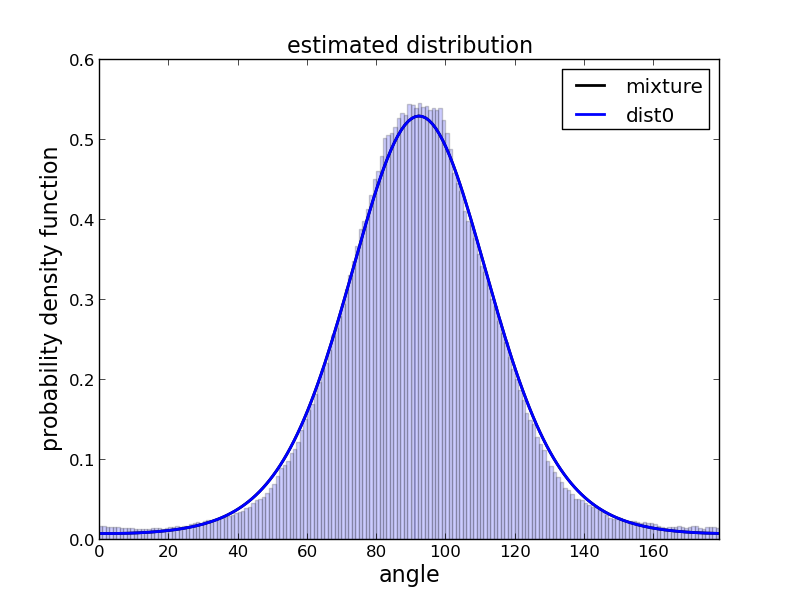 estimated distribution
mixture
dist0
probability density function
0.6
0.5
0.4
0.3
0.2
0.1
0.0
0 20 40 60 80 100 120 140 160
angle